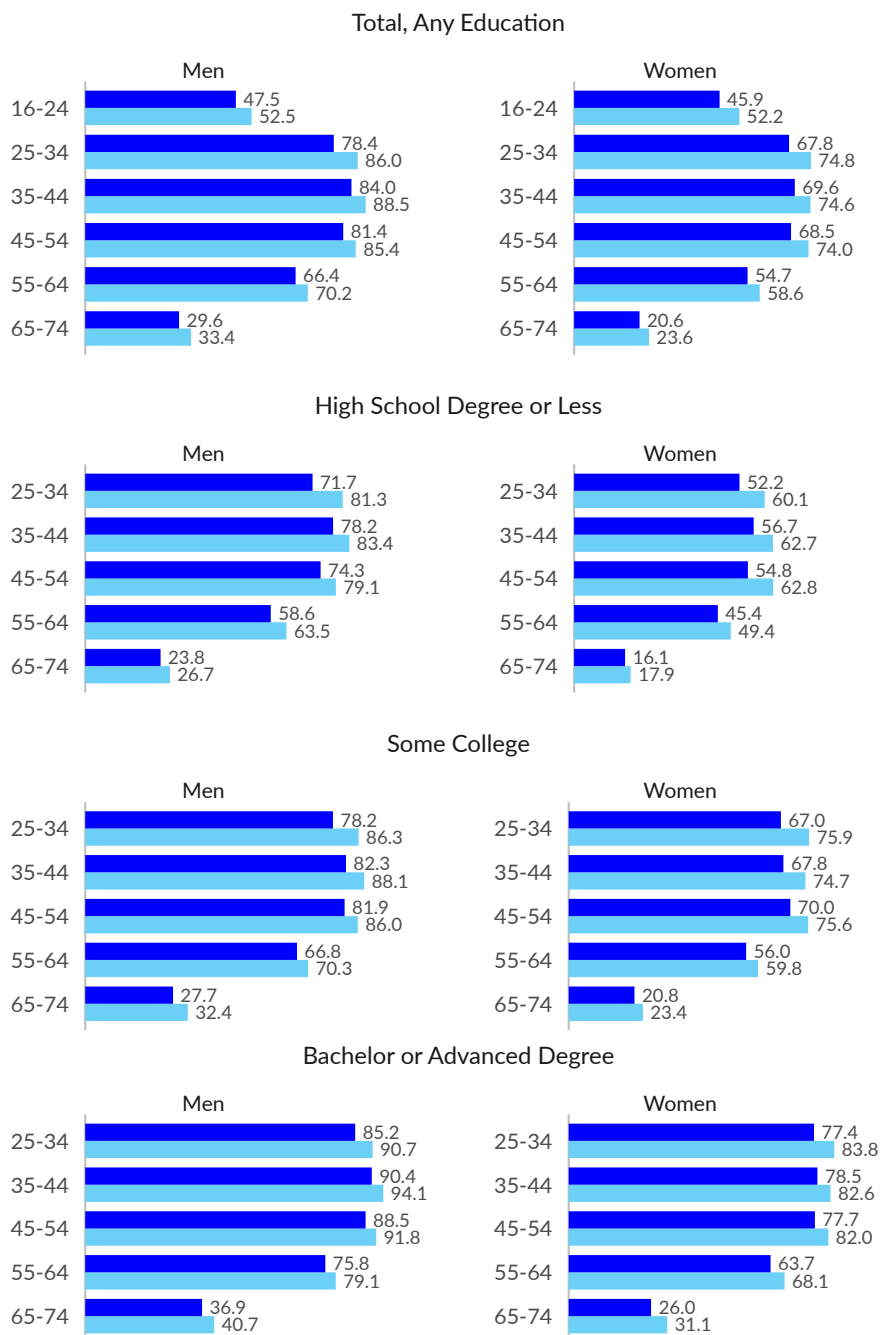 Total, Any Education
Men
16-24 47.5 52.5
25-34 78.4 86.0
35-44 84.0 88.5
45-54 81.4 85.4
55-64 66.4 70.2
65-74 29.6 33.4
Women
16-24 45.9 52.2
25-34 67.8 74.8
35-44 69.6 74.6
45-54 68.5 74.0
55-64 54.7 58.6
65-74 20.6 23.6
High School Degree or Less
Men
25-34 71.7 81.3
35-44 78.2 83.4
45-54 74.3 79.1
55-64 58.6 63.5
65-74 23.8 26.7
Women
25-34 52.2 60.1
35-44 56.7 62.7
45-54 54.8 62.8
55-64 45.4 49.4
65-74 16.1 17.9
Some College
Men
25-34 78.2 86.3
35-44 82.3 88.1
45-54 81.9 86.0
55-64 66.8 70.3
65-74 27.7 32.4
Women
25-34 67.0 75.9
35-44 67.8 74.7
45-54 70.0 75.6
55-64 56.0 59.8
65-74 20.8 23.4
Bachelor or Advanced Degree
Men
25-34 85.2 90.7
35-44 90.4 94.1
45-54 88.5 91.8
55-64 75.8 79.1
65-74 36.9 40.7
Women
25-34 77.4 83.8
35-44 78.5 82.6
45-54 77.7 82.0
55-64 63.7 68.1
65-74 26.0 31.1